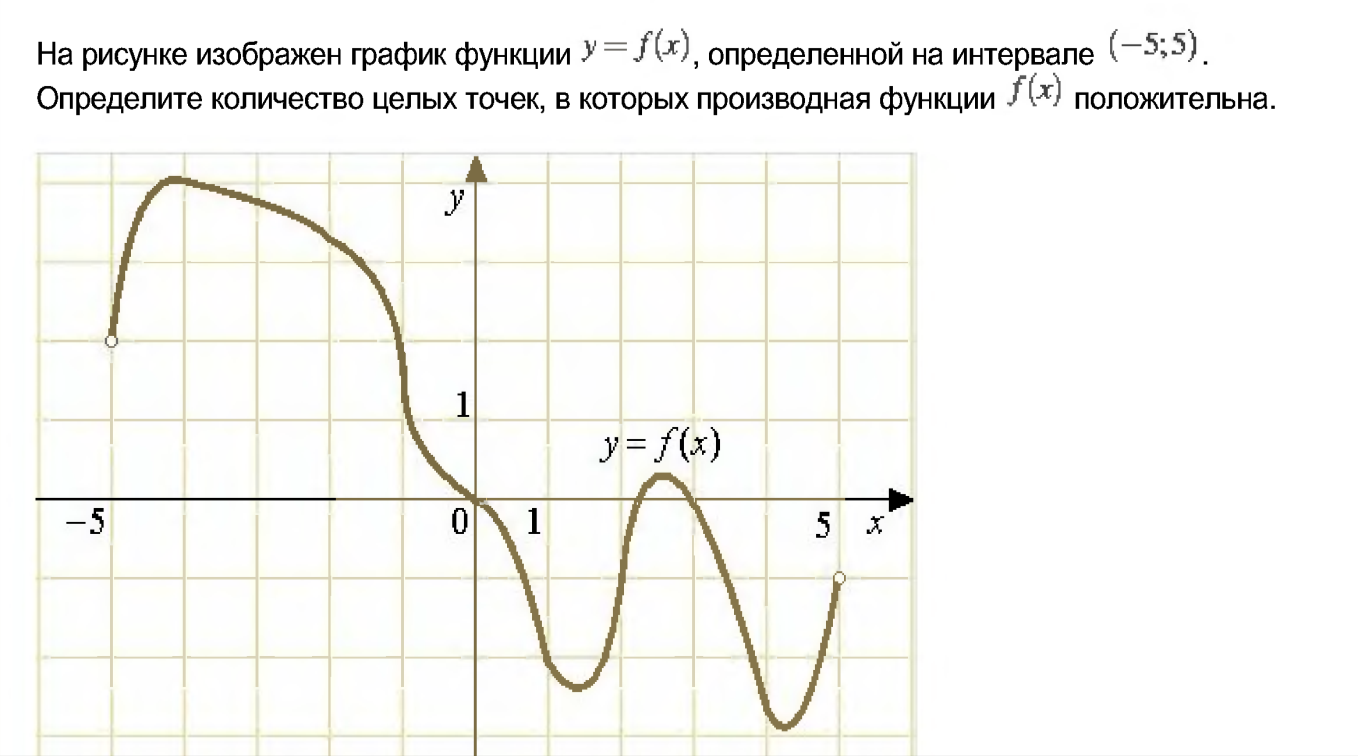 На рисунке изображен график функции y = f(x), определенной на интервале (−5;5).
Определите количество целых точек, в которых производная функции f(x) положительна.
y
1
y = f(x)
−5 0 1 5 x